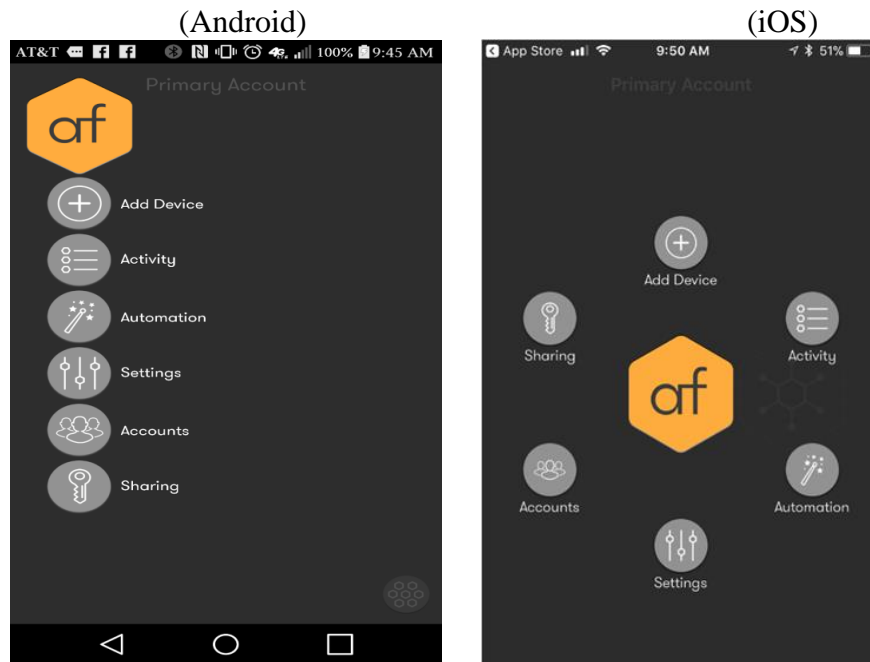 (Android)
AT&T 100% 9:45 AM
Primary Account
af
Add Device
Activity
Automation
Settings
Accounts
Sharing
(iOS)
App Store 9:50 AM 51%
Primary Account
Add Device
Sharing
Activity
af
Accounts
Automation
Settings